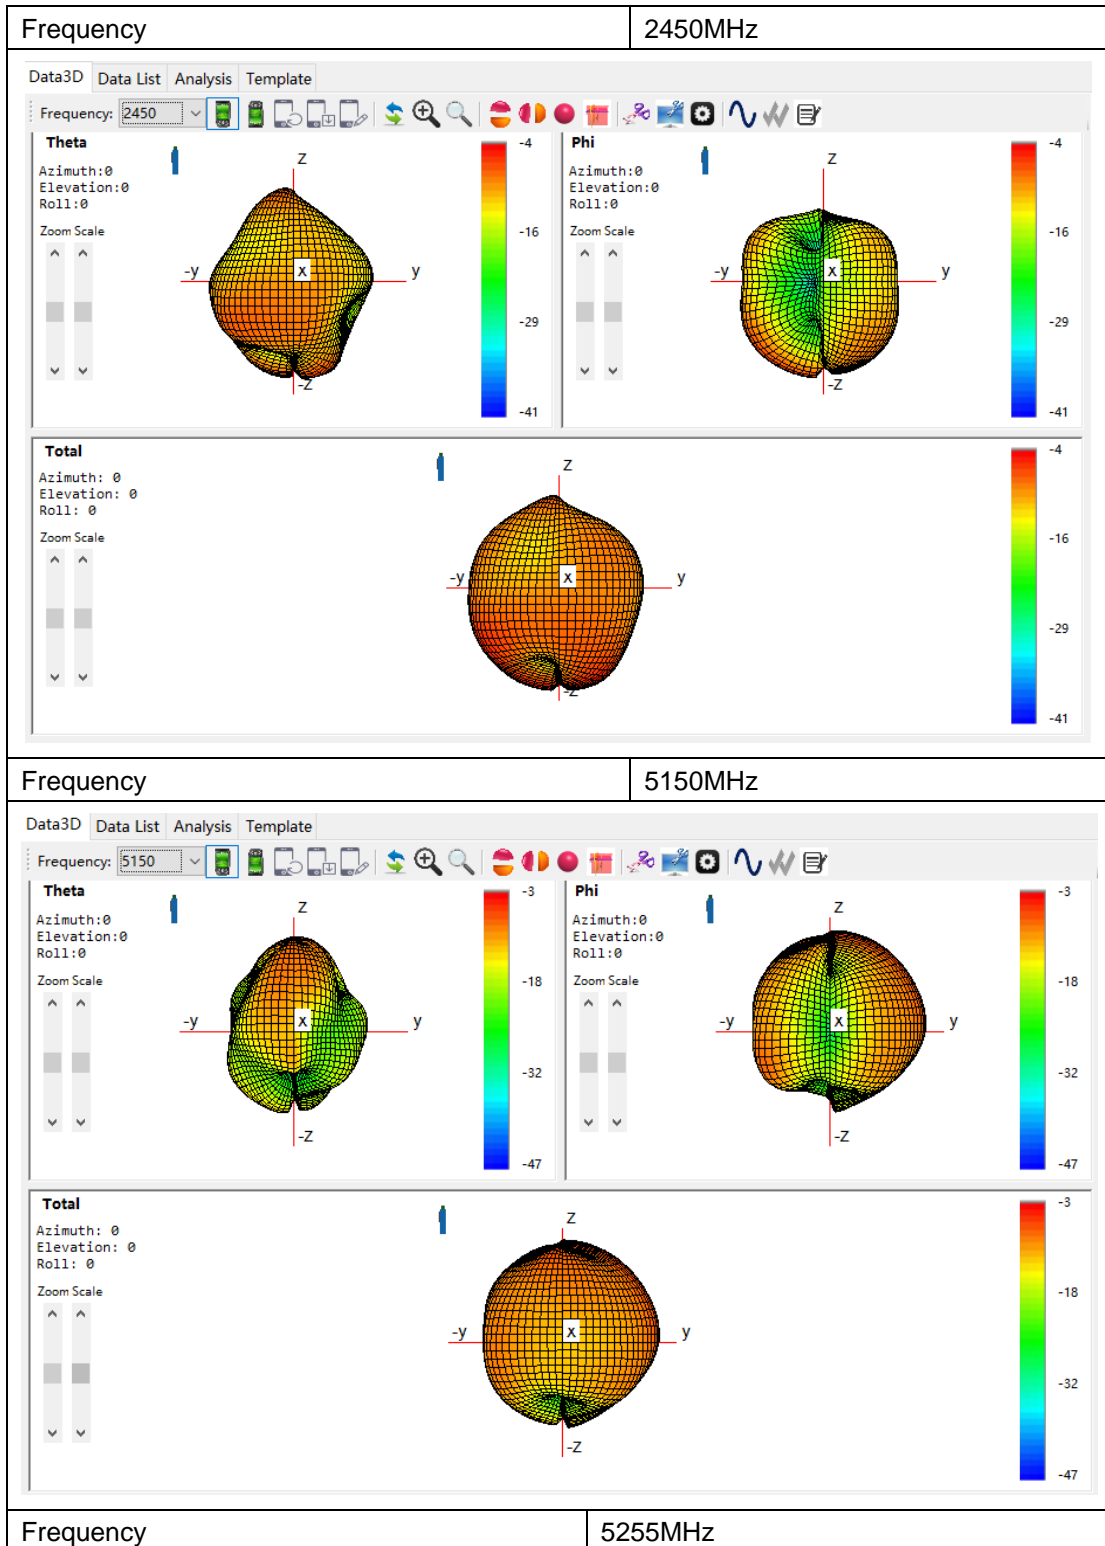 Frequency 2450MHz
Data3D Data List Analysis Template
Frequency: 2450
Theta
Azimuth:0
Elevation:0
Roll:0
Zoom Scale
Z
-y X y
-Z
-4
-16
-29
-41
Phi
Azimuth:0
Elevation:0
Roll:0
Zoom Scale
Z
-y X y
-Z
-4
-16
-29
-41
Total
Azimuth: 0
Elevation: 0
Roll: 0
Zoom Scale
Z
-y X y
-Z
-4
-16
-29
-41
Frequency 5150MHz
Data3D Data List Analysis Template
Frequency: 5150
Theta
Azimuth:0
Elevation:0
Roll:0
Zoom Scale
Z
-y X y
-Z
-3
-18
-32
-47
Phi
Azimuth:0
Elevation:0
Roll:0
Zoom Scale
Z
-y X y
-Z
-3
-18
-32
-47
Total
Azimuth: 0
Elevation: 0
Roll: 0
Zoom Scale
Z
-y X y
-Z
-3
-18
-32
-47
Frequency 5255MHz